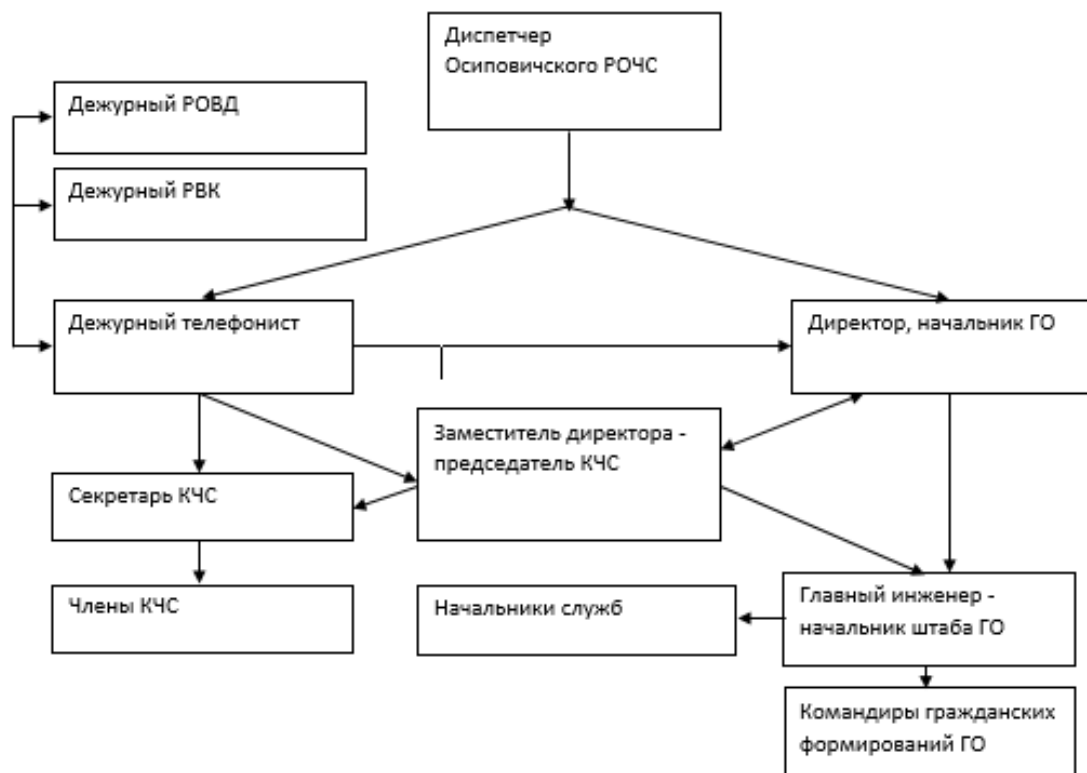 Диспетчер
Осиповичского РОЧС
Дежурный РОВД
Дежурный РВК
Дежурный телефонист
Директор, начальник ГО
Заместитель директора -
председатель КЧС
Секретарь КЧС
Члены КЧС
Начальники служб
Главный инженер -
начальник штаба ГО
Командиры гражданских
формирований ГО